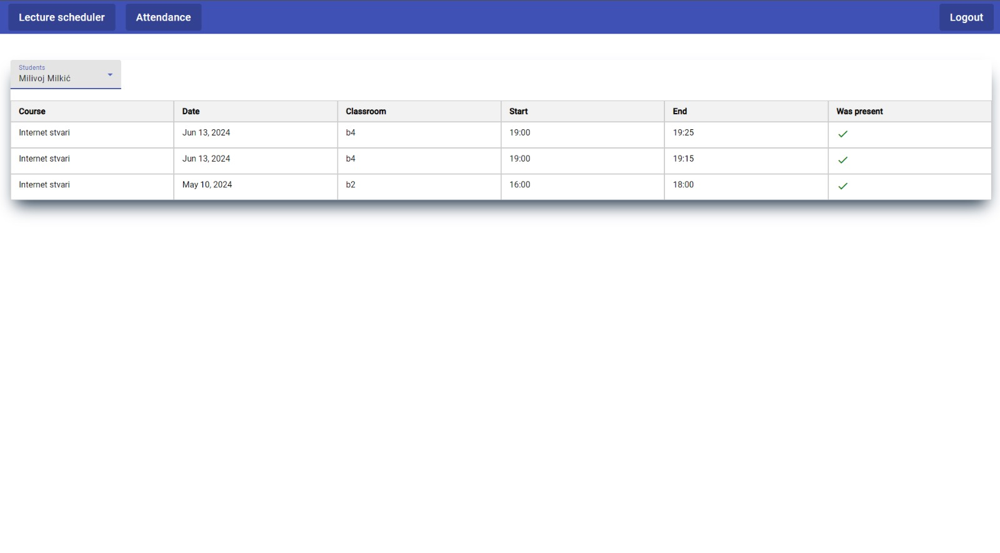 Lecture scheduler Attendance Logout
Students
Milivoj Milkić
Course Date Classroom Start End Was present
Internet stvari Jun 13, 2024 b4 19:00 19:25
Internet stvari Jun 13, 2024 b4 19:00 19:15
Internet stvari May 10, 2024 b2 16:00 18:00